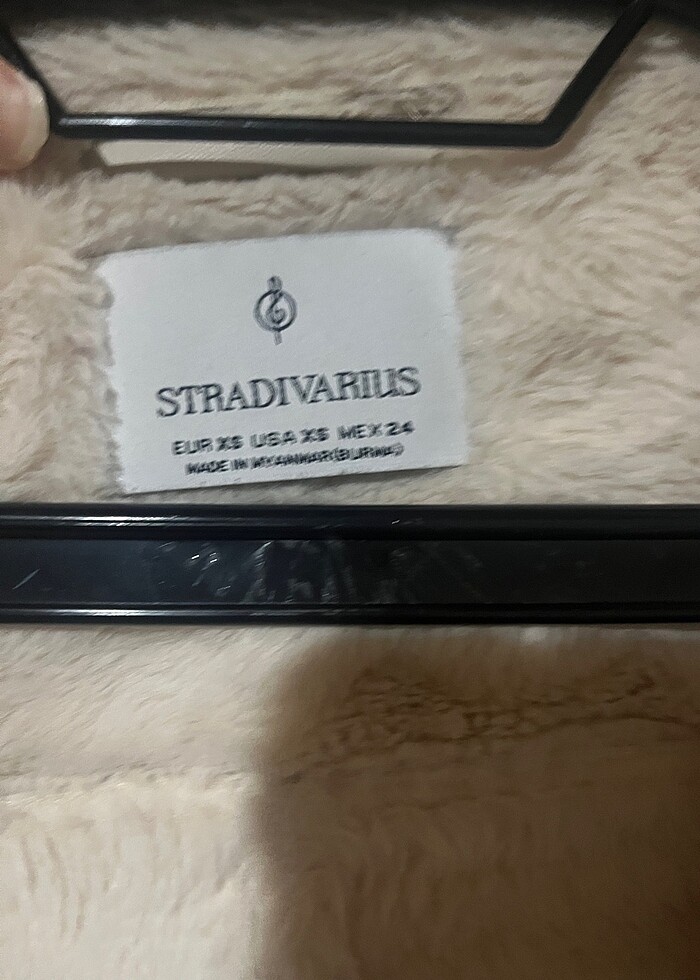 STRADIVARIUS
EUR XS USA XS MEX 24
MADE IN MYANMAR(BURMA)